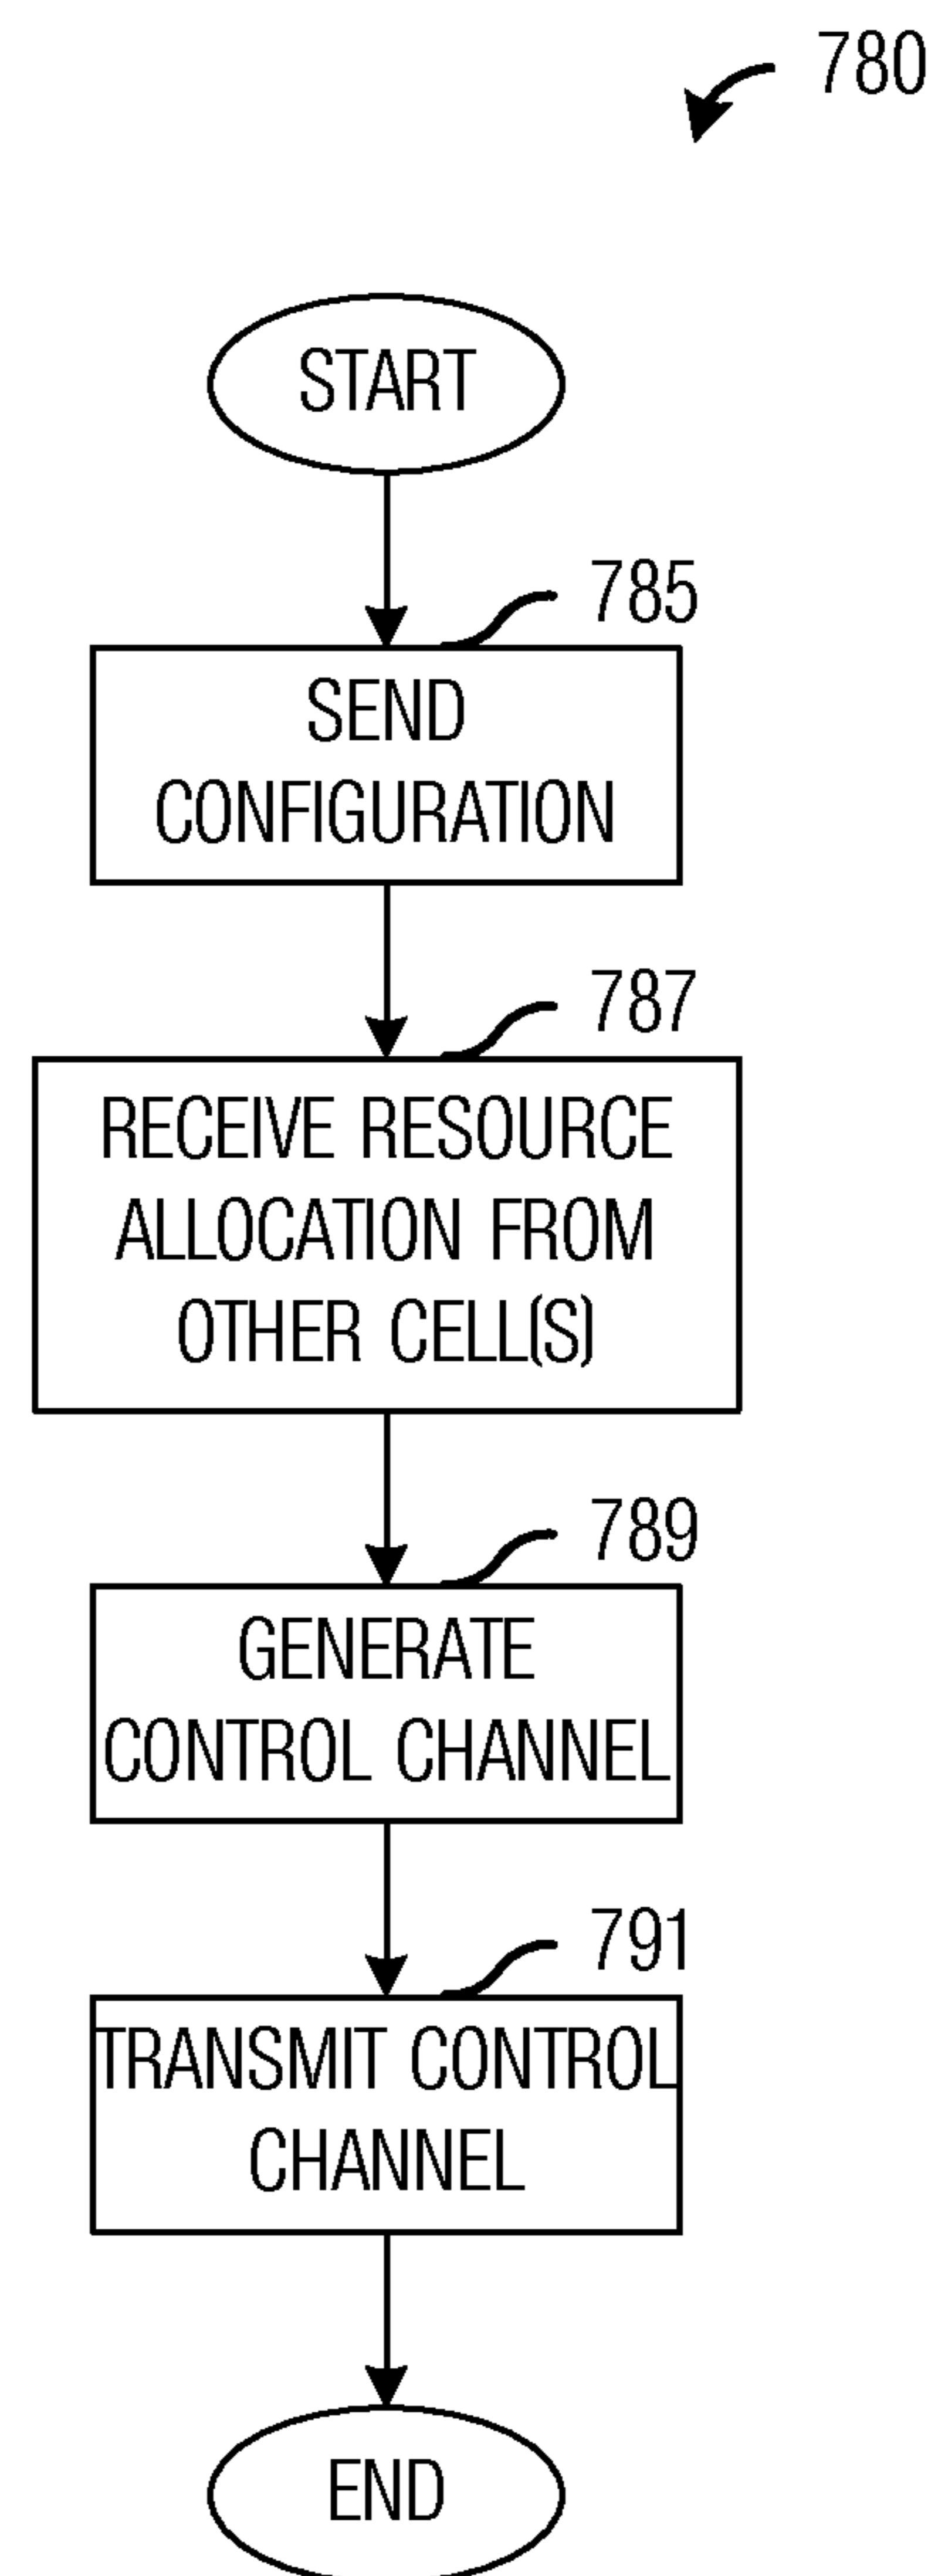 780
START
785
SEND
CONFIGURATION
787
RECEIVE RESOURCE
ALLOCATION FROM
OTHER CELL(S)
789
GENERATE
CONTROL CHANNEL
791
TRANSMIT CONTROL
CHANNEL
END